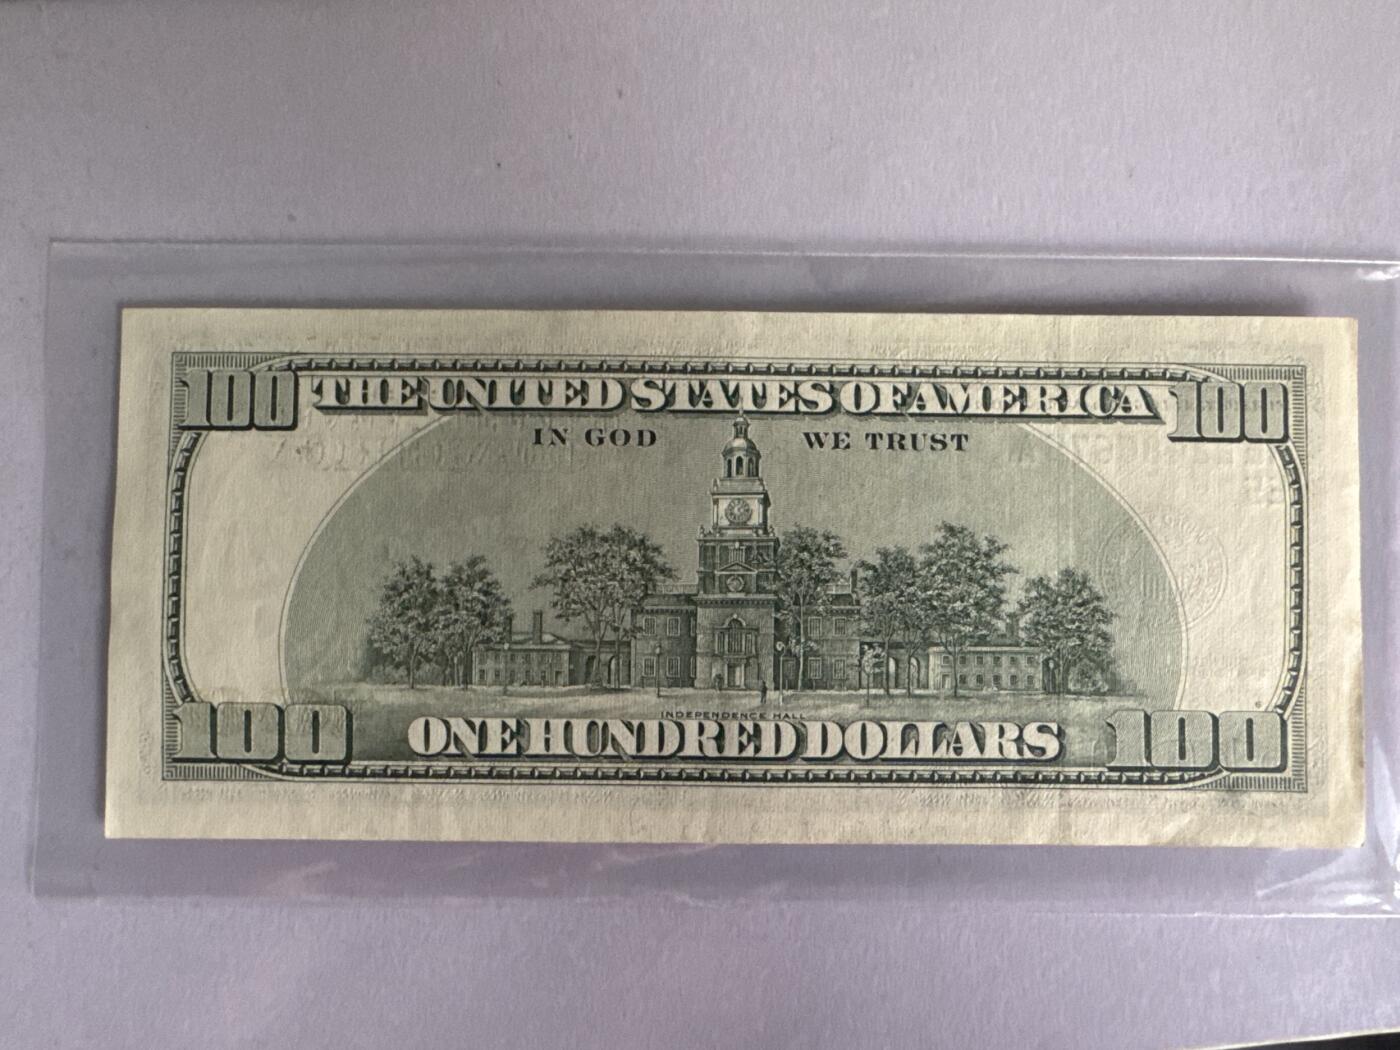 100 THE UNITED STATES OF AMERICA 100
IN GOD WE TRUST
INDEPENDENCE HALL
100 ONE HUNDRED DOLLARS 100